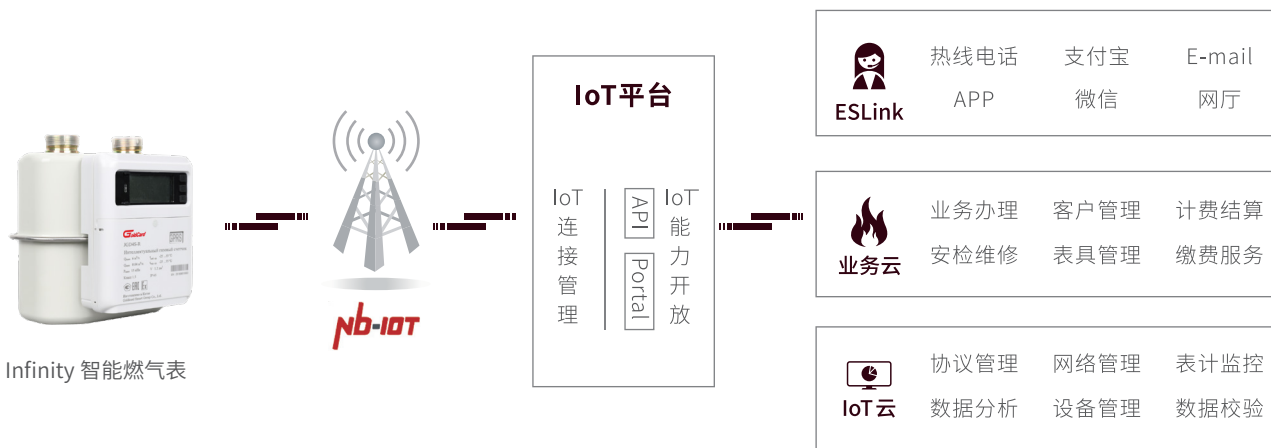 GoldCard
GPRS
Infinity 智能燃气表
nb-IOT
IoT平台
IoT
连
接
管
理
API
Portal
IoT
能
力
开
放
ESLink
热线电话 支付宝 E-mail
APP 微信 网厅
业务云
业务办理 客户管理 计费结算
安检维修 表具管理 缴费服务
IoT云
协议管理 网络管理 表计监控
数据分析 设备管理 数据校验